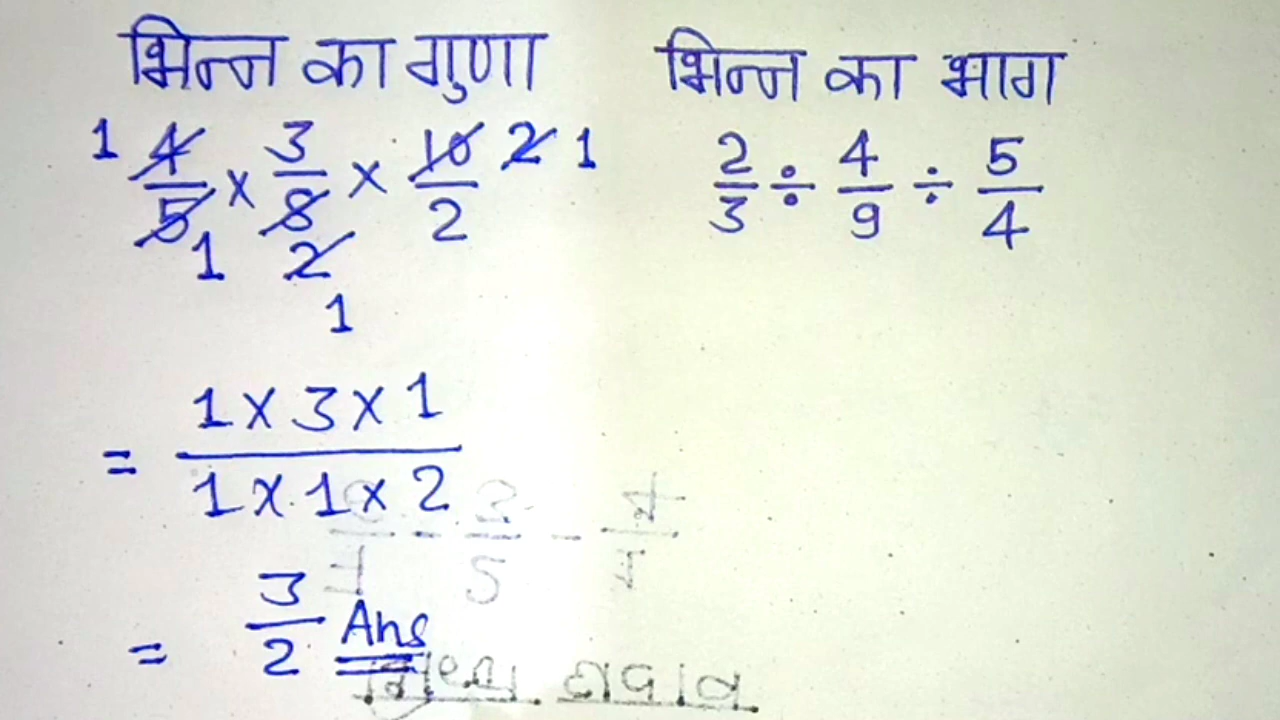 भिन्न का गुणा
1 4/5 × 3/8 × 10/2 2 1
1 2
1
= 1 × 3 × 1 / 1 × 1 × 2
= 3/2 Ans
भिन्न का भाग
2/3 ÷ 4/9 ÷ 5/4